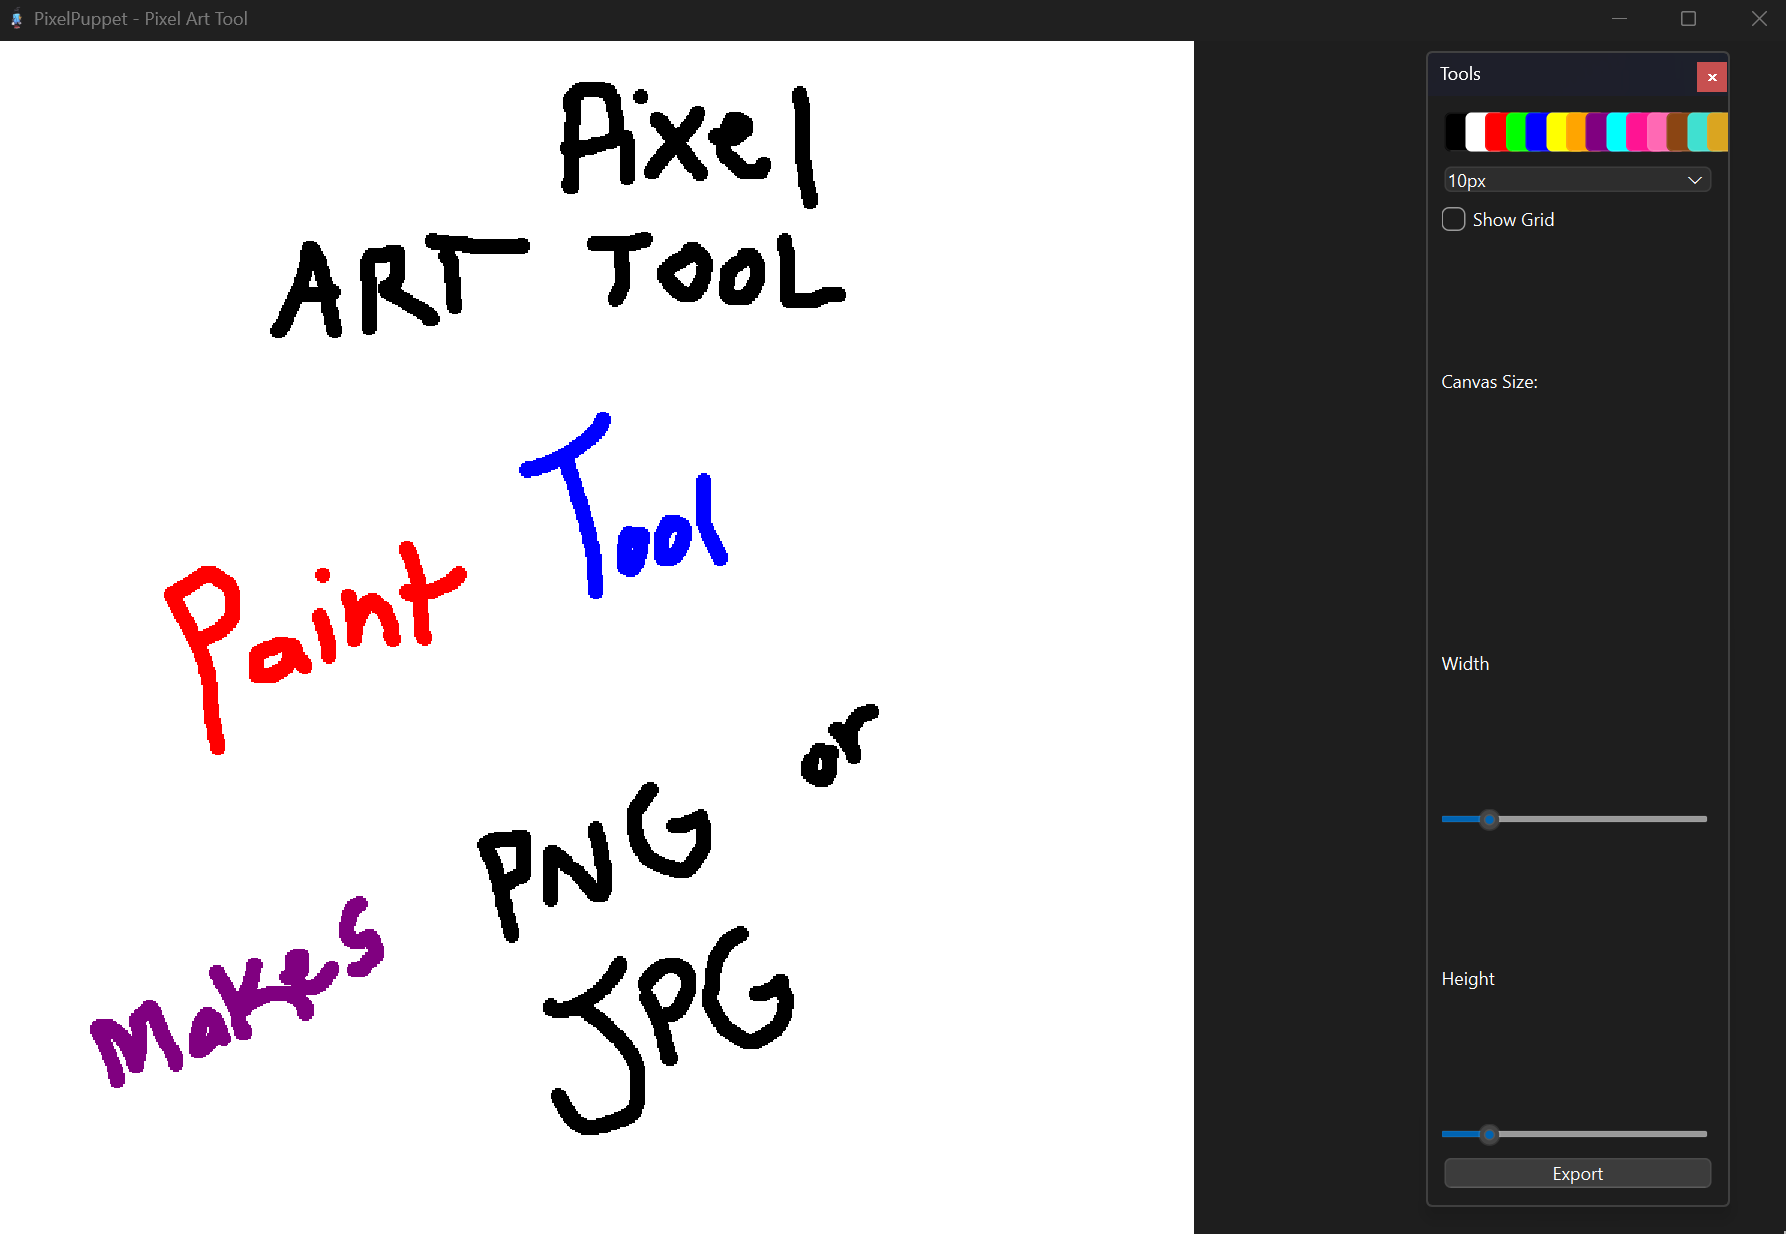 PixelPuppet - Pixel Art Tool
Tools
10px
Show Grid
Canvas Size:
Width
Height
Export
Pixel
ART TOOL
Paint Tool
Makes PNG or
JPG